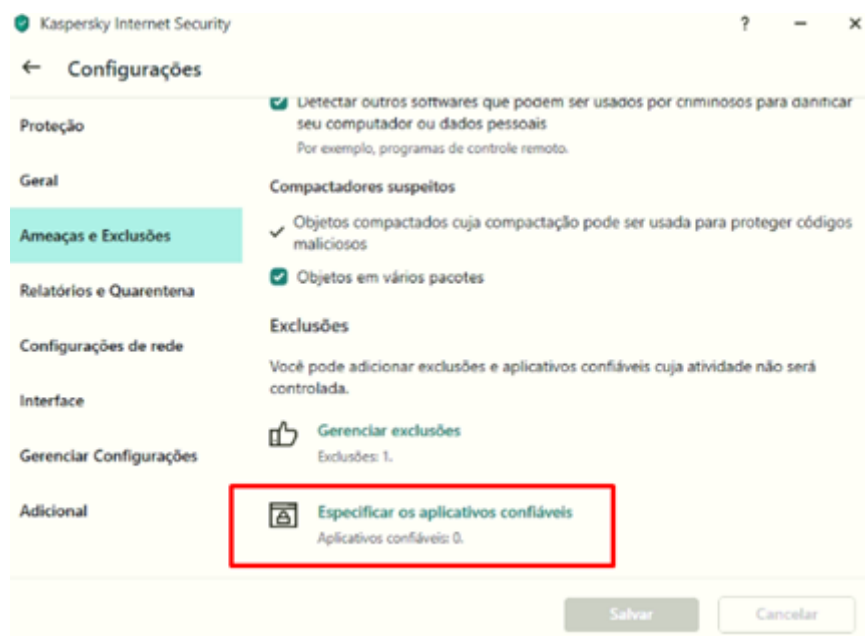 Kaspersky Internet Security
Configurações
Proteção
Geral
Ameaças e Exclusões
Relatórios e Quarentena
Configurações de rede
Interface
Gerenciar Configurações
Adicional
Detectar outros softwares que podem ser usados por criminosos para danificar
seu computador ou dados pessoais
Por exemplo, programas de controle remoto.
Compactadores suspeitos
Objetos compactados cuja compactação pode ser usada para proteger códigos
maliciosos
Objetos em vários pacotes
Exclusões
Você pode adicionar exclusões e aplicativos confiáveis cuja atividade não será
controlada.
Gerenciar exclusões
Exclusões: 1.
Especificar os aplicativos confiáveis
Aplicativos confiáveis: 0.
Salvar
Cancelar